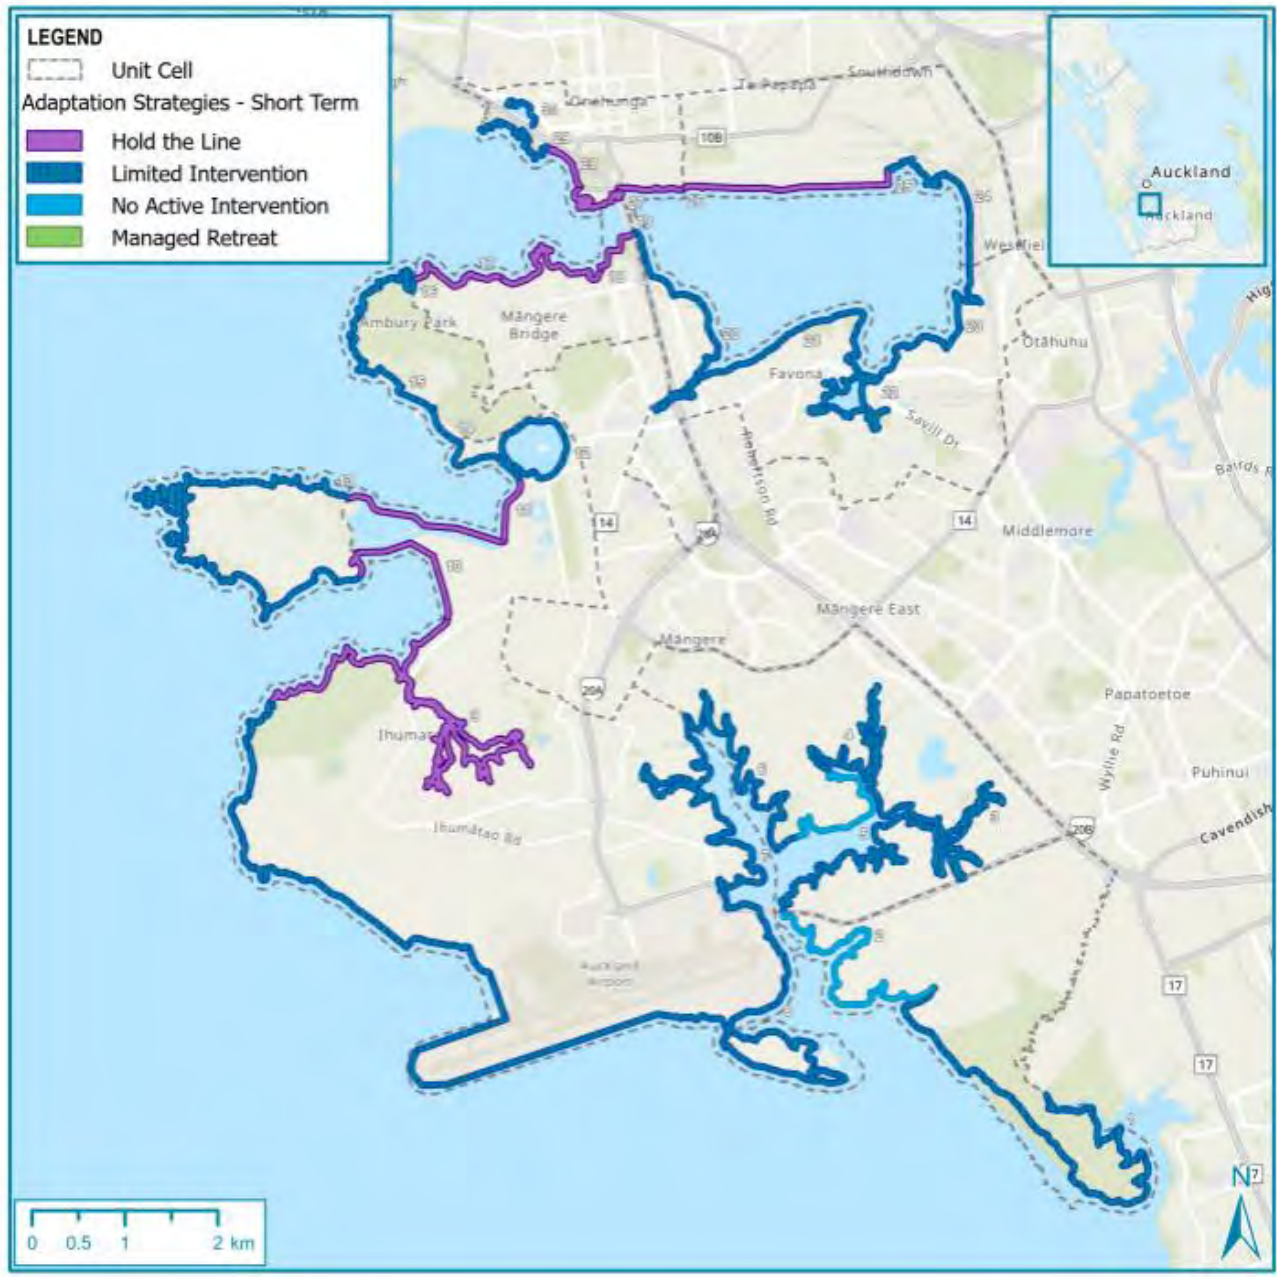 LEGEND
Unit Cell
Adaptation Strategies - Short Term
Hold the Line
Limited Intervention
No Active Intervention
Managed Retreat
Onehunga
Te Papapa
Southdown
10B
Auckland
Auckland
Ambury Park
Māngere
Bridge
Favona
Ōtāhuhu
Savill Dr
Robertson Rd
14
14
Middlemore
Māngere East
Māngere
20A
Papatoetoe
Wyllie Rd
Puhinui
Cavendish
20B
Ihumātao Rd
Auckland
Airport
17
17
N
0 0.5 1 2 km